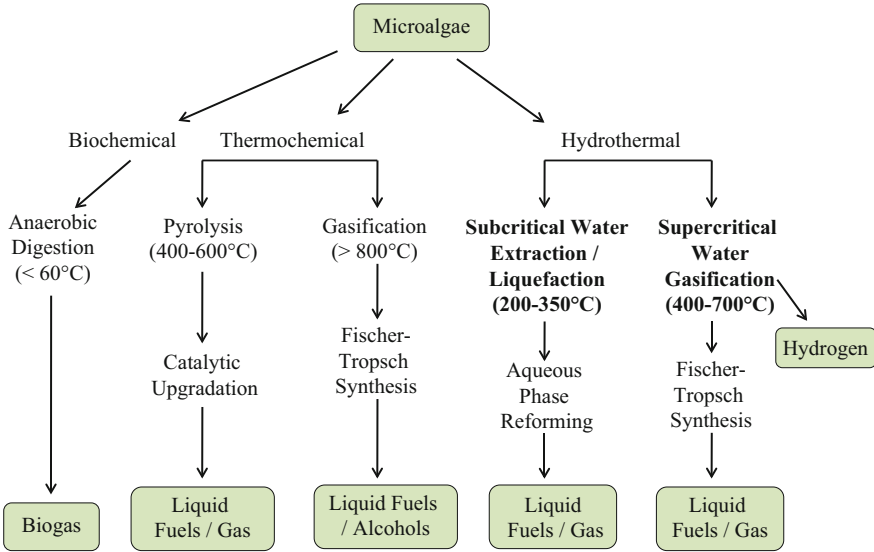 Microalgae
Biochemical
Thermochemical
Hydrothermal
Anaerobic
Digestion
(< 60°C)
Pyrolysis
(400-600°C)
Gasification
(> 800°C)
Subcritical Water
Extraction /
Liquefaction
(200-350°C)
Supercritical
Water
Gasification
(400-700°C)
Hydrogen
Catalytic
Upgradation
Fischer-
Tropsch
Synthesis
Aqueous
Phase
Reforming
Fischer-
Tropsch
Synthesis
Biogas
Liquid
Fuels / Gas
Liquid Fuels
/ Alcohols
Liquid
Fuels / Gas
Liquid
Fuels / Gas